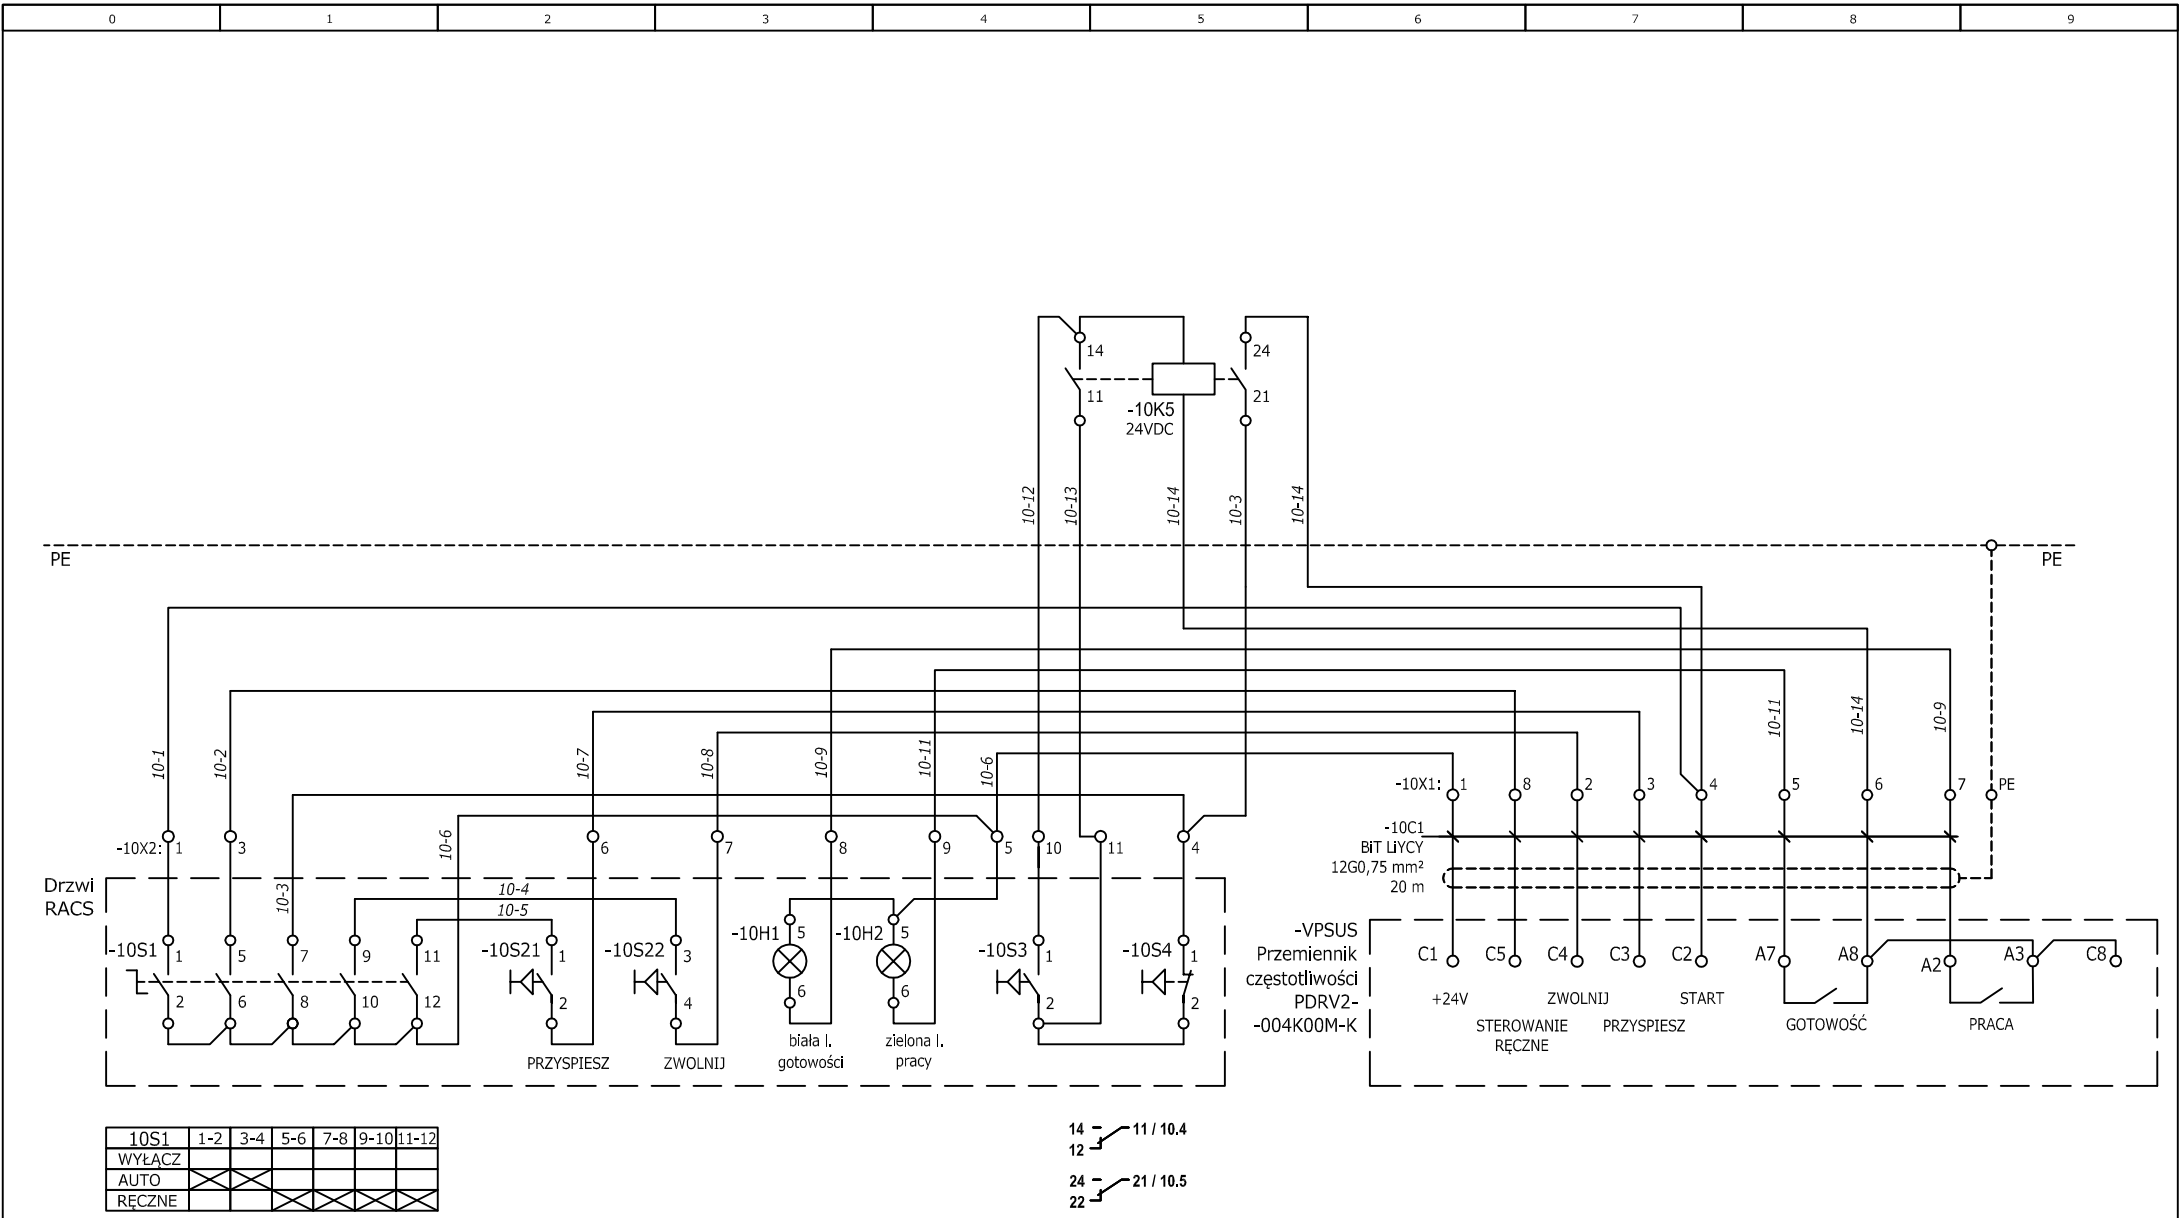 0 1 2 3 4 5 6 7 8 9
14 24
11 21
-10K5
24VDC
10-12 10-13 10-14 10-3 10-14
PE PE
10-1 10-2 10-7 10-8 10-9 10-11 10-6 10-11 10-14 10-9
-10X1: 1 8 2 3 4 5 6 7 PE
10-6
-10X2: 1 3 6 7 8 9 5 10 11 4
-10C1
BiT LiYCY
12G0,75 mm²
20 m
Drzwi
RACS
10-3 10-4
10-5
-10S1 1 5 7 9 11
2 6 8 10 12
-10S21 1
2
PRZYSPIESZ
-10S22 3
4
ZWOLNIJ
-10H1 5
6
biała l.
gotowości
-10H2 5
6
zielona l.
pracy
-10S3 1
2
-10S4 1
2
-VPSUS
Przemiennik
częstotliwości
PDRV2-
-004K00M-K
C1 C5 C4 C3 C2 A7 A8 A2 A3 C8
+24V ZWOLNIJ START
STEROWANIE
RĘCZNE
PRZYSPIESZ GOTOWOŚĆ PRACA
10S1 1-2 3-4 5-6 7-8 9-10 11-12
WYŁĄCZ
AUTO
RĘCZNE
14 11 / 10.4
12
24 21 / 10.5
22